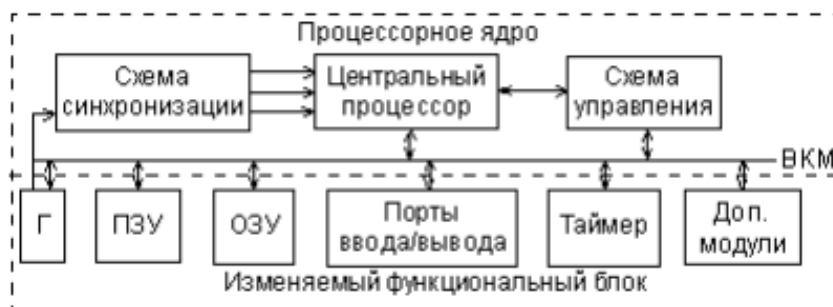 Процессорное ядро
Схема
синхронизации
Центральный
процессор
Схема
управления
ВКМ
Г
ПЗУ
ОЗУ
Порты
ввода/вывода
Таймер
Доп.
модули
Изменяемый функциональный блок